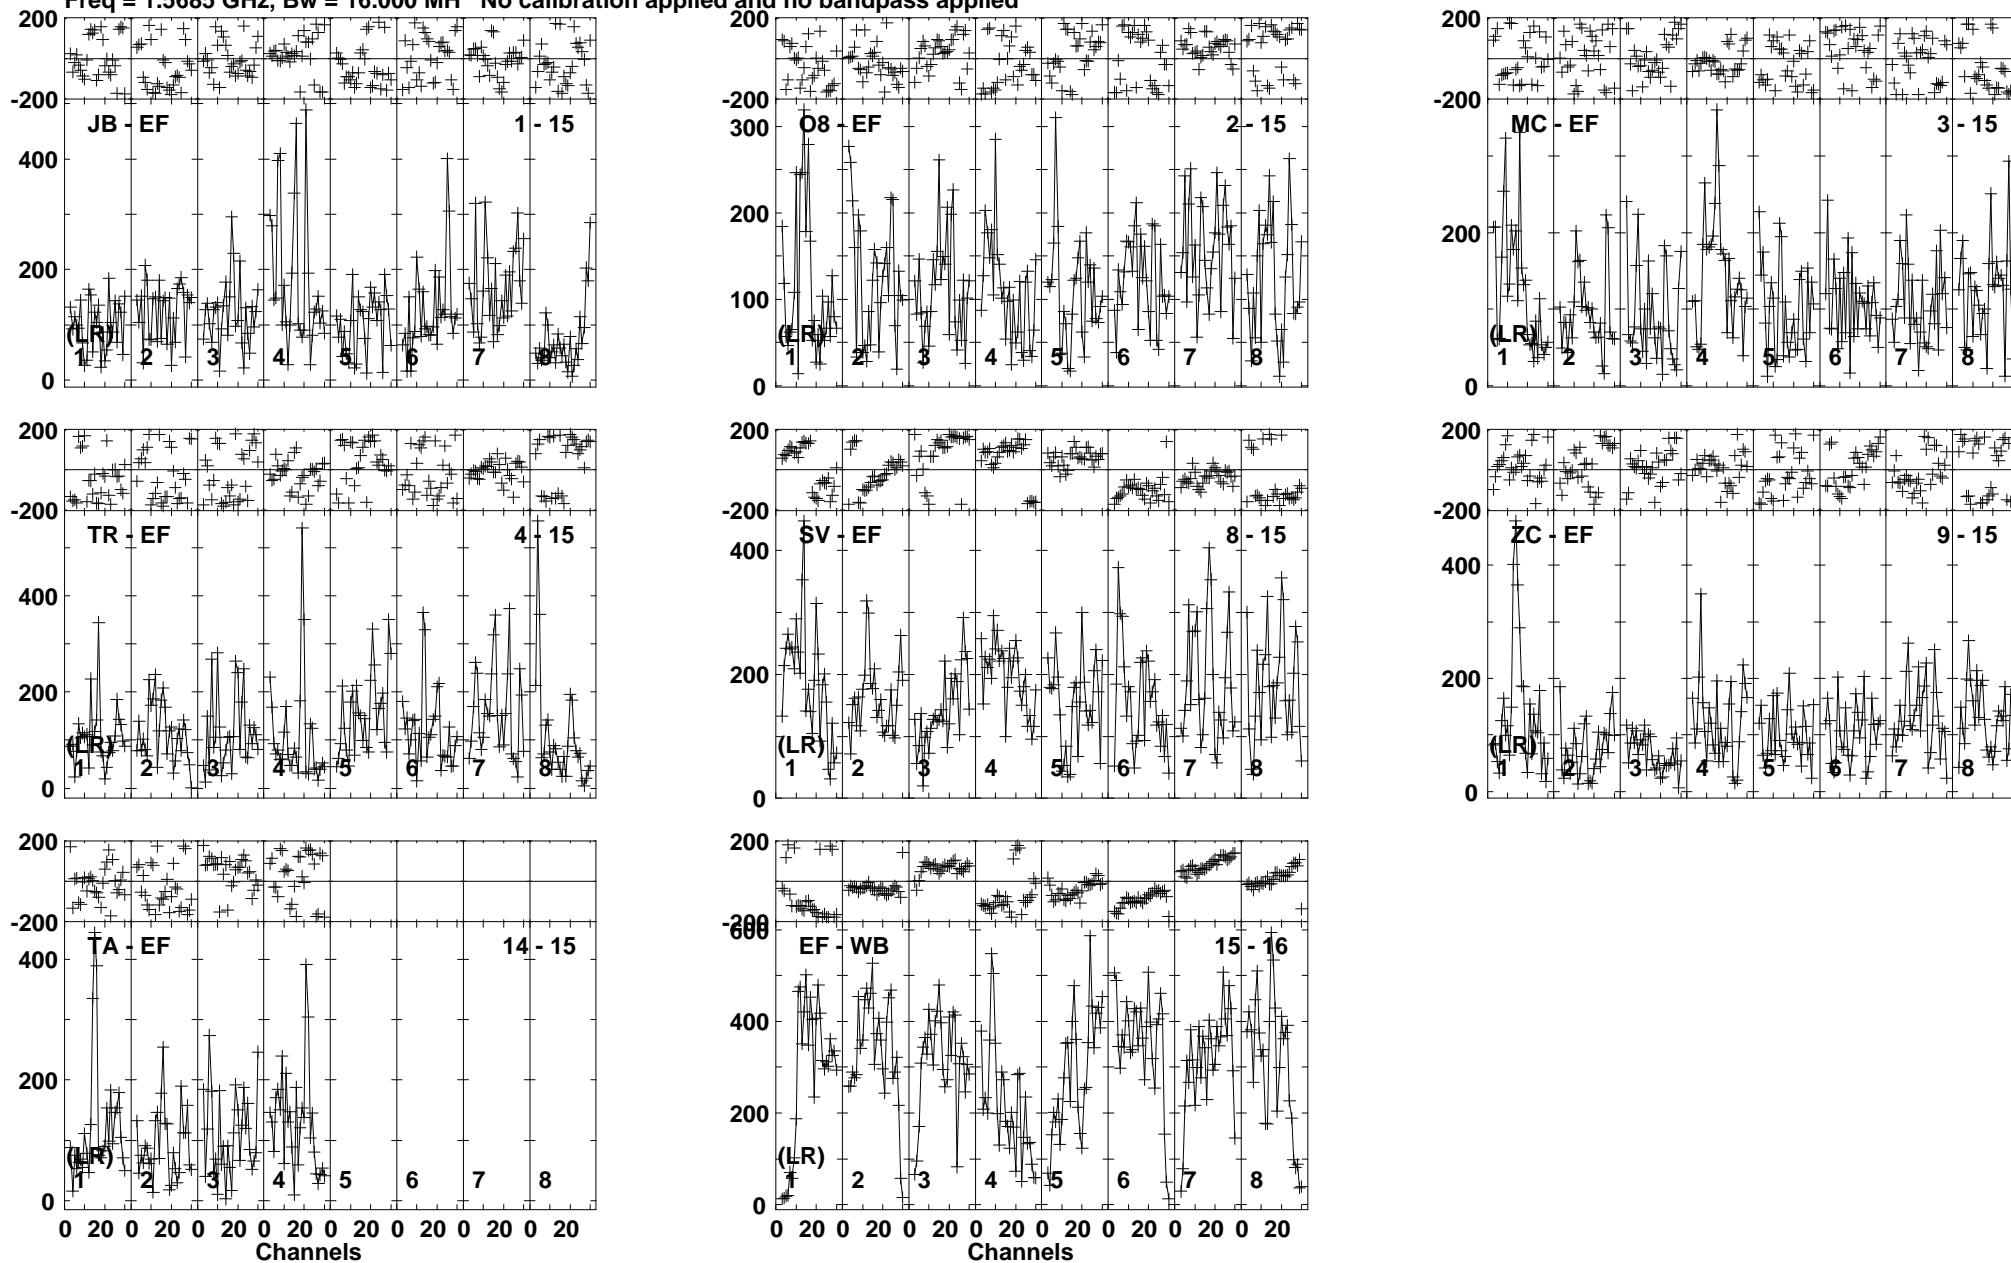 Freq = 1.5685 GHz, Bw = 16.000 MH No calibration applied and no bandpass applied
200 200 200
-200 -200 -200
JB - EF 1 - 15 O8 - EF 2 - 15 MC - EF 3 - 15
400 300
200 200 200
100
0 0 0
(LR) (LR) (LR)
1 2 3 4 5 6 7 8 1 2 3 4 5 6 7 8 1 2 3 4 5 6 7 8
200 200 200
-200 -200 -200
TR - EF 4 - 15 SV - EF 8 - 15 ZC - EF 9 - 15
400 400 400
200 200 200
0 0 0
(LR) (LR) (LR)
1 2 3 4 5 6 7 8 1 2 3 4 5 6 7 8 1 2 3 4 5 6 7 8
200 200
-200 -200
600
TA - EF 14 - 15 EF - WB 15 - 16
400 400
200 200
0 0
(LR) (LR)
1 2 3 4 5 6 7 8 1 2 3 4 5 6 7 8
0 20 0 20 0 20 0 20 0 20 0 20 0 20 0 20 0 20 0 20 0 20 0 20 0 20 0 20 0 20 0 20
Channels Channels